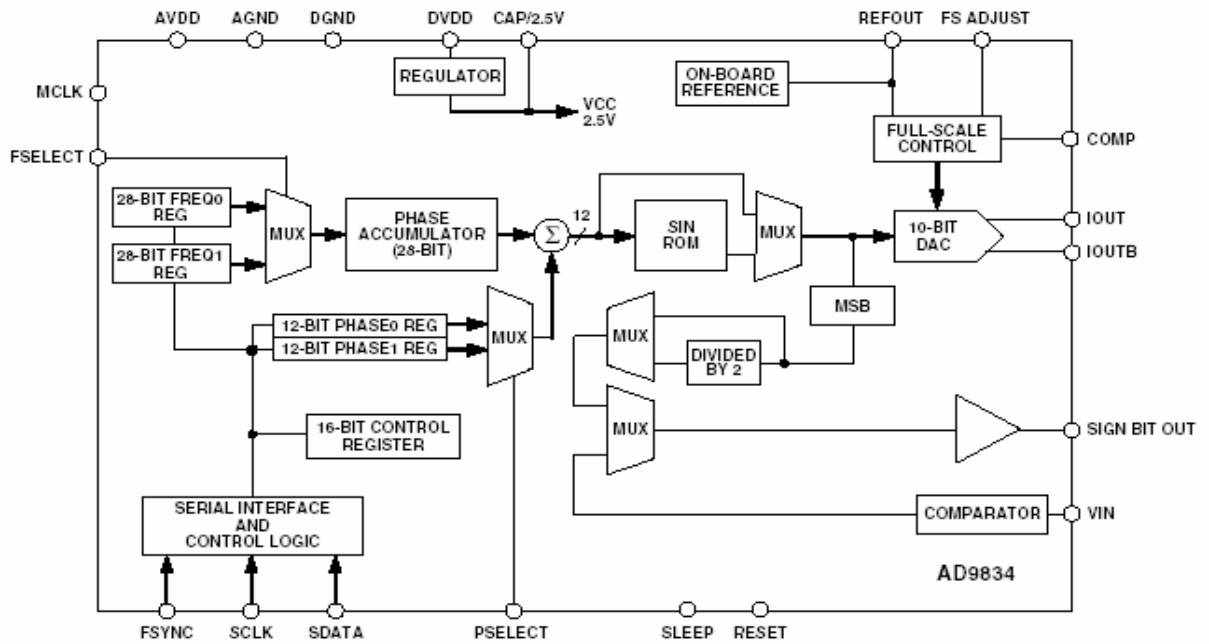 AVDD
AGND
DGND
DVDD
CAP/2.5V
REFOUT
FS ADJUST
MCLK
REGULATOR
VCC
2.5V
ON-BOARD
REFERENCE
FULL-SCALE
CONTROL
COMP
FSELECT
28-BIT FREQ0
REG
28-BIT FREQ1
REG
MUX
PHASE
ACCUMULATOR
(28-BIT)
Σ
12
SIN
ROM
MUX
10-BIT
DAC
IOUT
IOUTB
MSB
12-BIT PHASE0 REG
12-BIT PHASE1 REG
MUX
MUX
DIVIDED
BY 2
16-BIT CONTROL
REGISTER
MUX
SIGN BIT OUT
SERIAL INTERFACE
AND
CONTROL LOGIC
COMPARATOR
VIN
AD9834
FSYNC
SCLK
SDATA
PSELECT
SLEEP
RESET